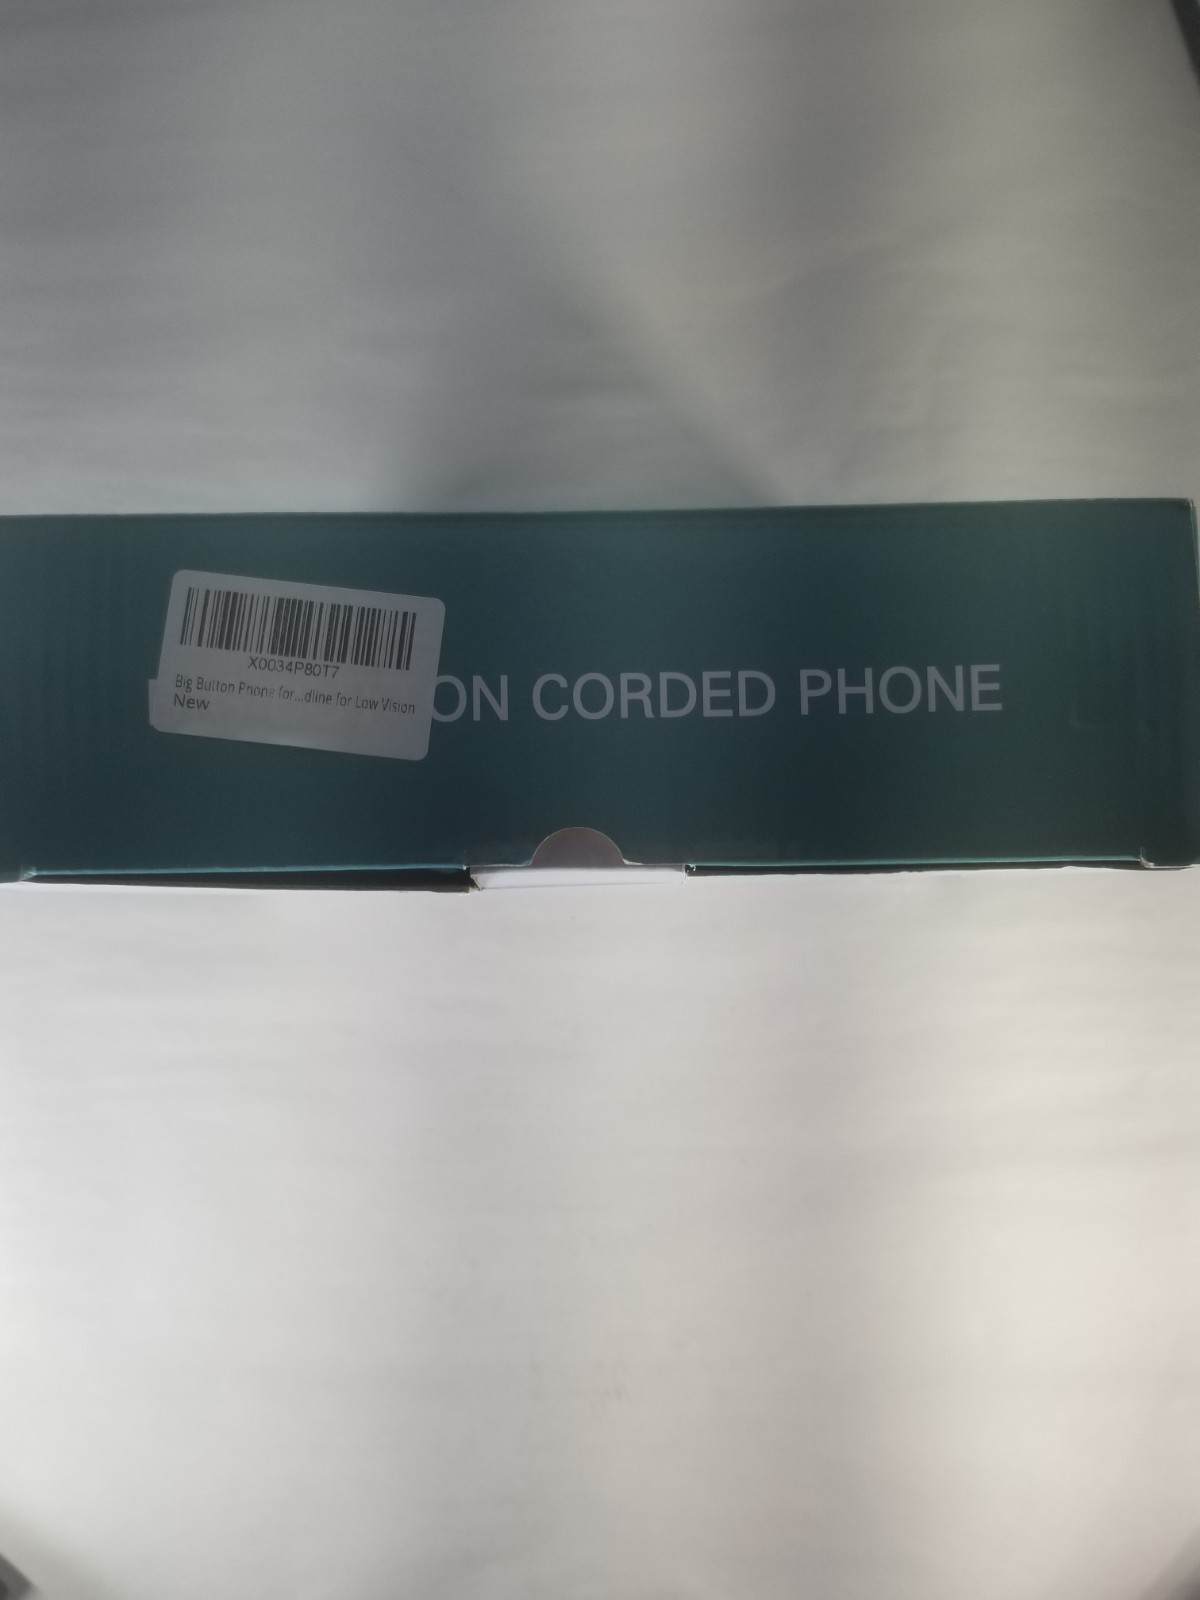 X0034P80T7
Big Button Phone for...dline for Low Vision
New
ON CORDED PHONE